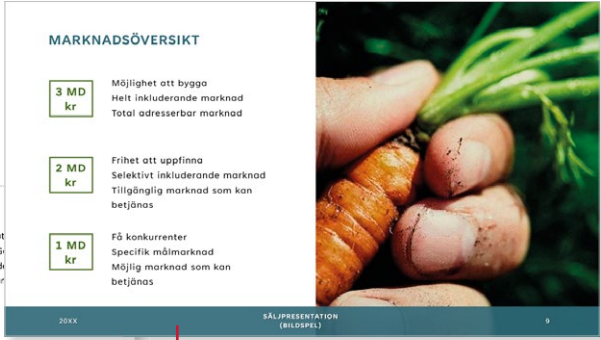 MARKNADSÖVERSIKT
3 MD
kr
Möjlighet att bygga
Helt inkluderande marknad
Total adresserbar marknad
2 MD
kr
Frihet att uppfinna
Selektivt inkluderande marknad
Tillgänglig marknad som kan
betjänas
1 MD
kr
Få konkurrenter
Specifik målmarknad
Möjlig marknad som kan
betjänas
20XX
SÄLJPRESENTATION
(BILDSPEL)
9